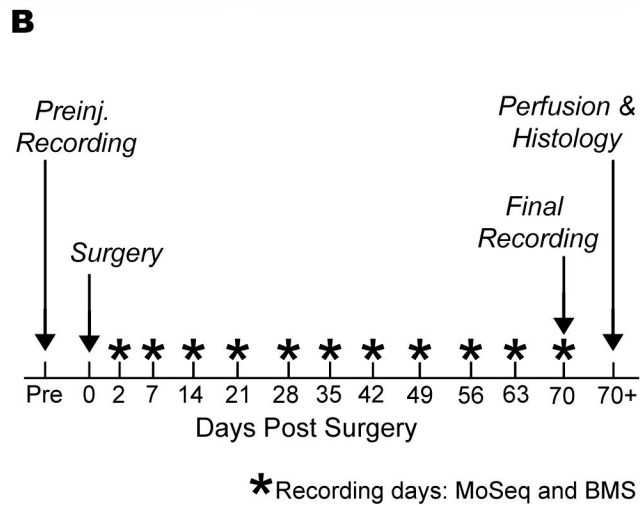 B
Preinj.
Recording
Perfusion &
Histology
Surgery
Final
Recording
* * * * * * * * * * *
Pre 0 2 7 14 21 28 35 42 49 56 63 70 70+
Days Post Surgery
*Recording days: MoSeq and BMS